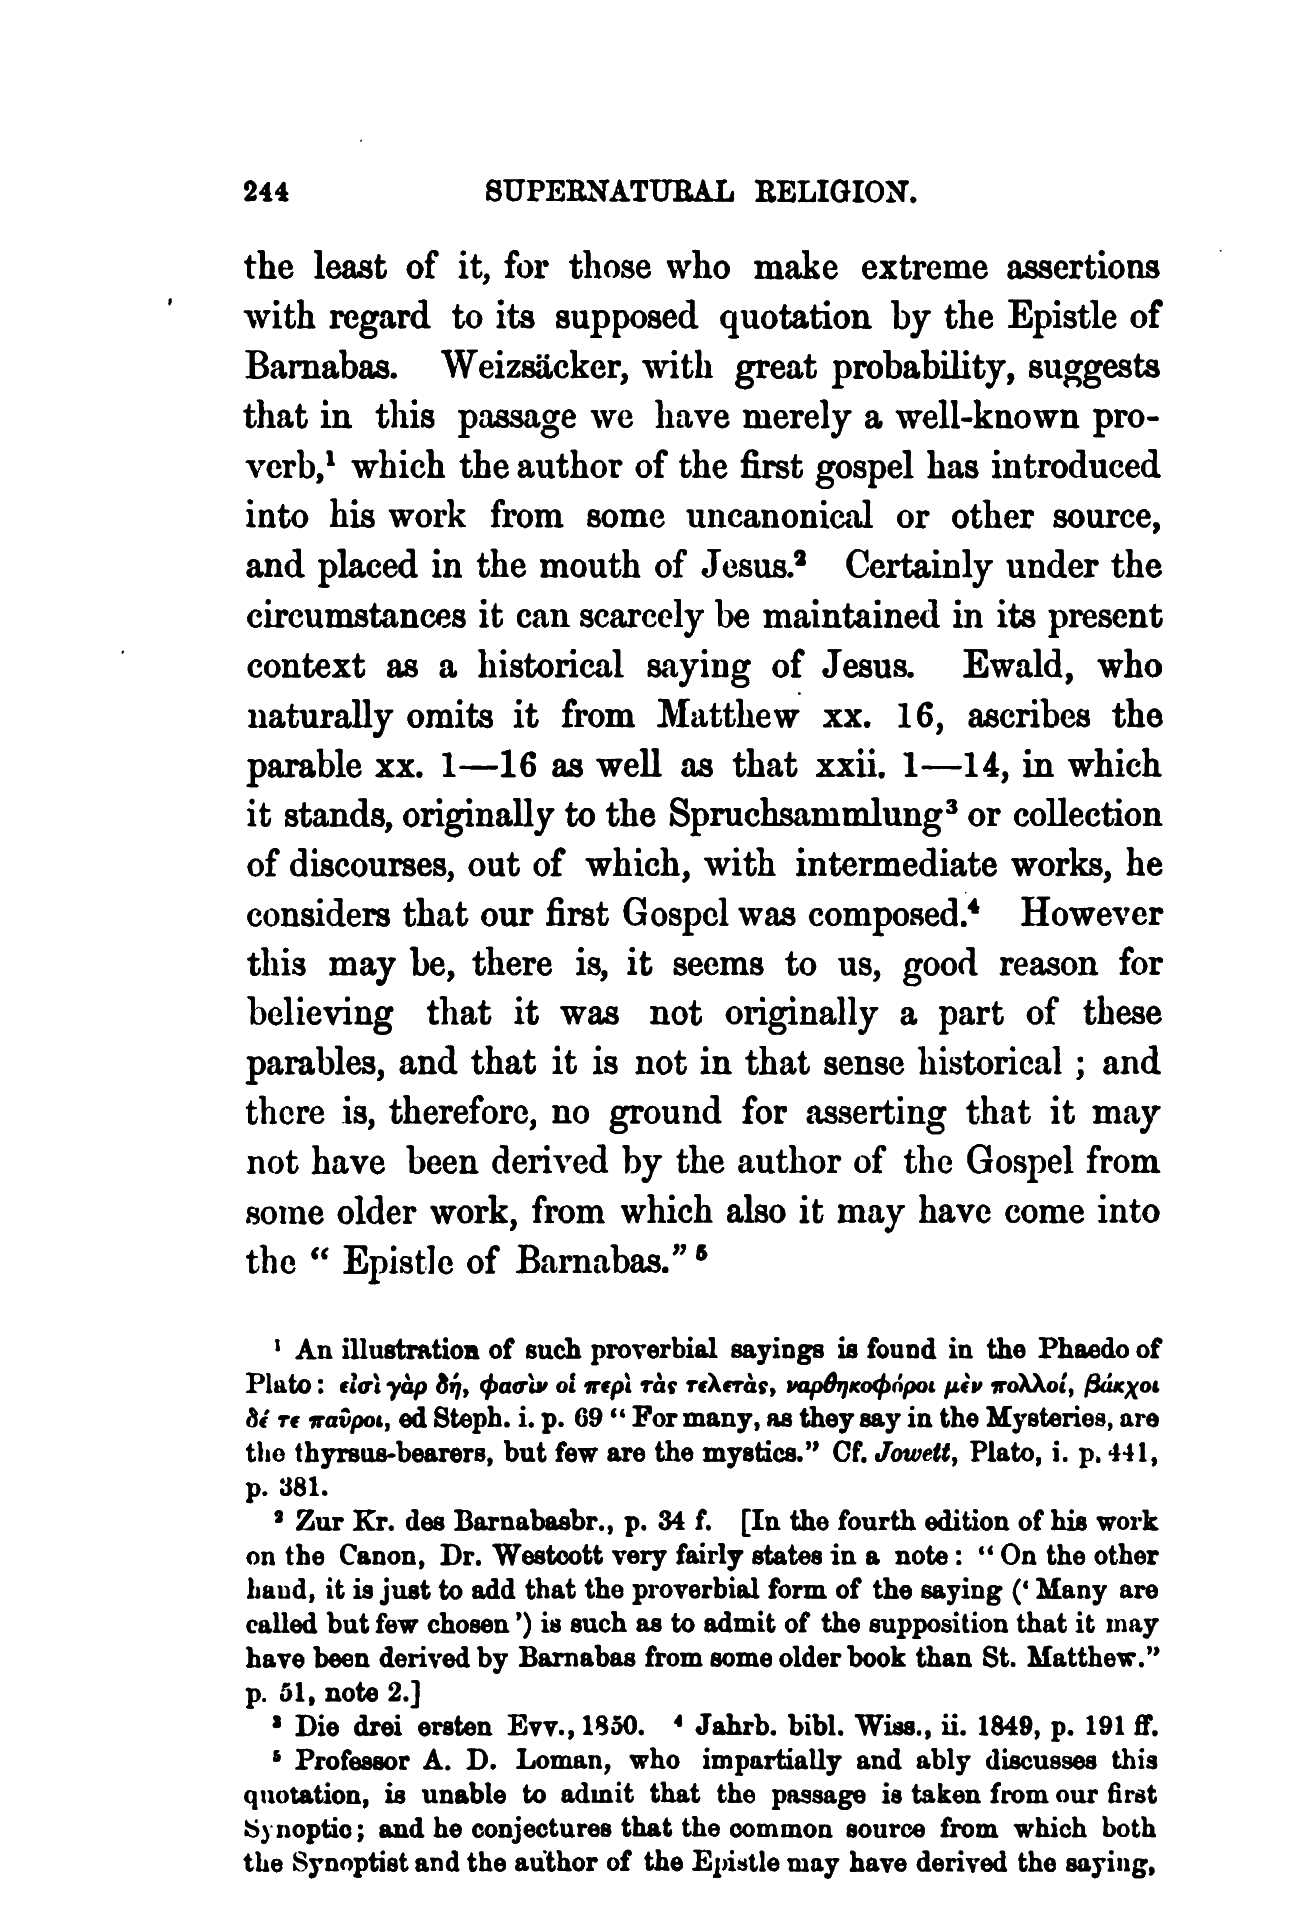 244 SUPERNATURAL RELIGION.
the least of it, for those who make extreme assertions
with regard to its supposed quotation by the Epistle of
Barnabas. Weizsäcker, with great probability, suggests
that in this passage we have merely a well-known pro-
verb,¹ which the author of the first gospel has introduced
into his work from some uncanonical or other source,
and placed in the mouth of Jesus.² Certainly under the
circumstances it can scarcely be maintained in its present
context as a historical saying of Jesus. Ewald, who
naturally omits it from Matthew xx. 16, ascribes the
parable xx. 1—16 as well as that xxii. 1—14, in which
it stands, originally to the Spruchsammlung³ or collection
of discourses, out of which, with intermediate works, he
considers that our first Gospel was composed.⁴ However
this may be, there is, it seems to us, good reason for
believing that it was not originally a part of these
parables, and that it is not in that sense historical ; and
there is, therefore, no ground for asserting that it may
not have been derived by the author of the Gospel from
some older work, from which also it may have come into
the “ Epistle of Barnabas.” ⁵
¹ An illustration of such proverbial sayings is found in the Phaedo of
Plato : εἰσὶ γὰρ δή, φασὶν οἱ περὶ τὰς τελετὰς, ναρθηκοφόροι μὲν πολλοί, βάκχοι
δέ τε παῦροι, ed Steph. i. p. 69 “ For many, as they say in the Mysteries, are
the thyrsus-bearers, but few are the mystics.” Cf. Jowett, Plato, i. p. 441,
p. 381.
² Zur Kr. des Barnabasbr., p. 34 f. [In the fourth edition of his work
on the Canon, Dr. Westcott very fairly states in a note : “ On the other
hand, it is just to add that the proverbial form of the saying (‘ Many are
called but few chosen ’) is such as to admit of the supposition that it may
have been derived by Barnabas from some older book than St. Matthew.”
p. 51, note 2.]
³ Die drei ersten Evv., 1850. ⁴ Jahrb. bibl. Wiss., ii. 1849, p. 191 ff.
⁵ Professor A. D. Loman, who impartially and ably discusses this
quotation, is unable to admit that the passage is taken from our first
Synoptic ; and he conjectures that the common source from which both
the Synoptist and the author of the Epistle may have derived the saying,